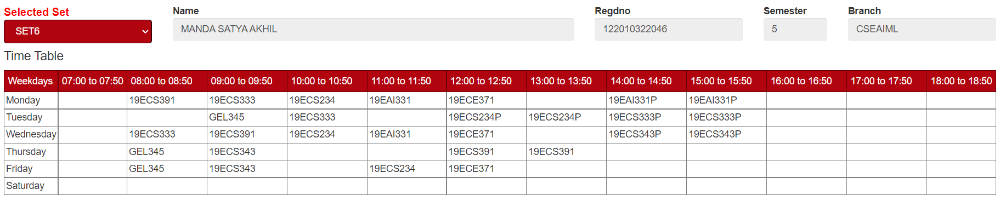 Selected Set Name Regdno Semester Branch
SET6 MANDA SATYA AKHIL 122010322046 5 CSEAIML
Time Table
Weekdays 07:00 to 07:50 08:00 to 08:50 09:00 to 09:50 10:00 to 10:50 11:00 to 11:50 12:00 to 12:50 13:00 to 13:50 14:00 to 14:50 15:00 to 15:50 16:00 to 16:50 17:00 to 17:50 18:00 to 18:50
Monday 19ECS391 19ECS333 19ECS234 19EAI331 19ECE371 19EAI331P 19EAI331P
Tuesday GEL345 19ECS333 19ECS234P 19ECS234P 19ECS333P 19ECS333P
Wednesday 19ECS333 19ECS391 19ECS234 19EAI331 19ECE371 19ECS343P 19ECS343P
Thursday GEL345 19ECS343 19ECS391 19ECS391
Friday GEL345 19ECS343 19ECS234 19ECE371
Saturday